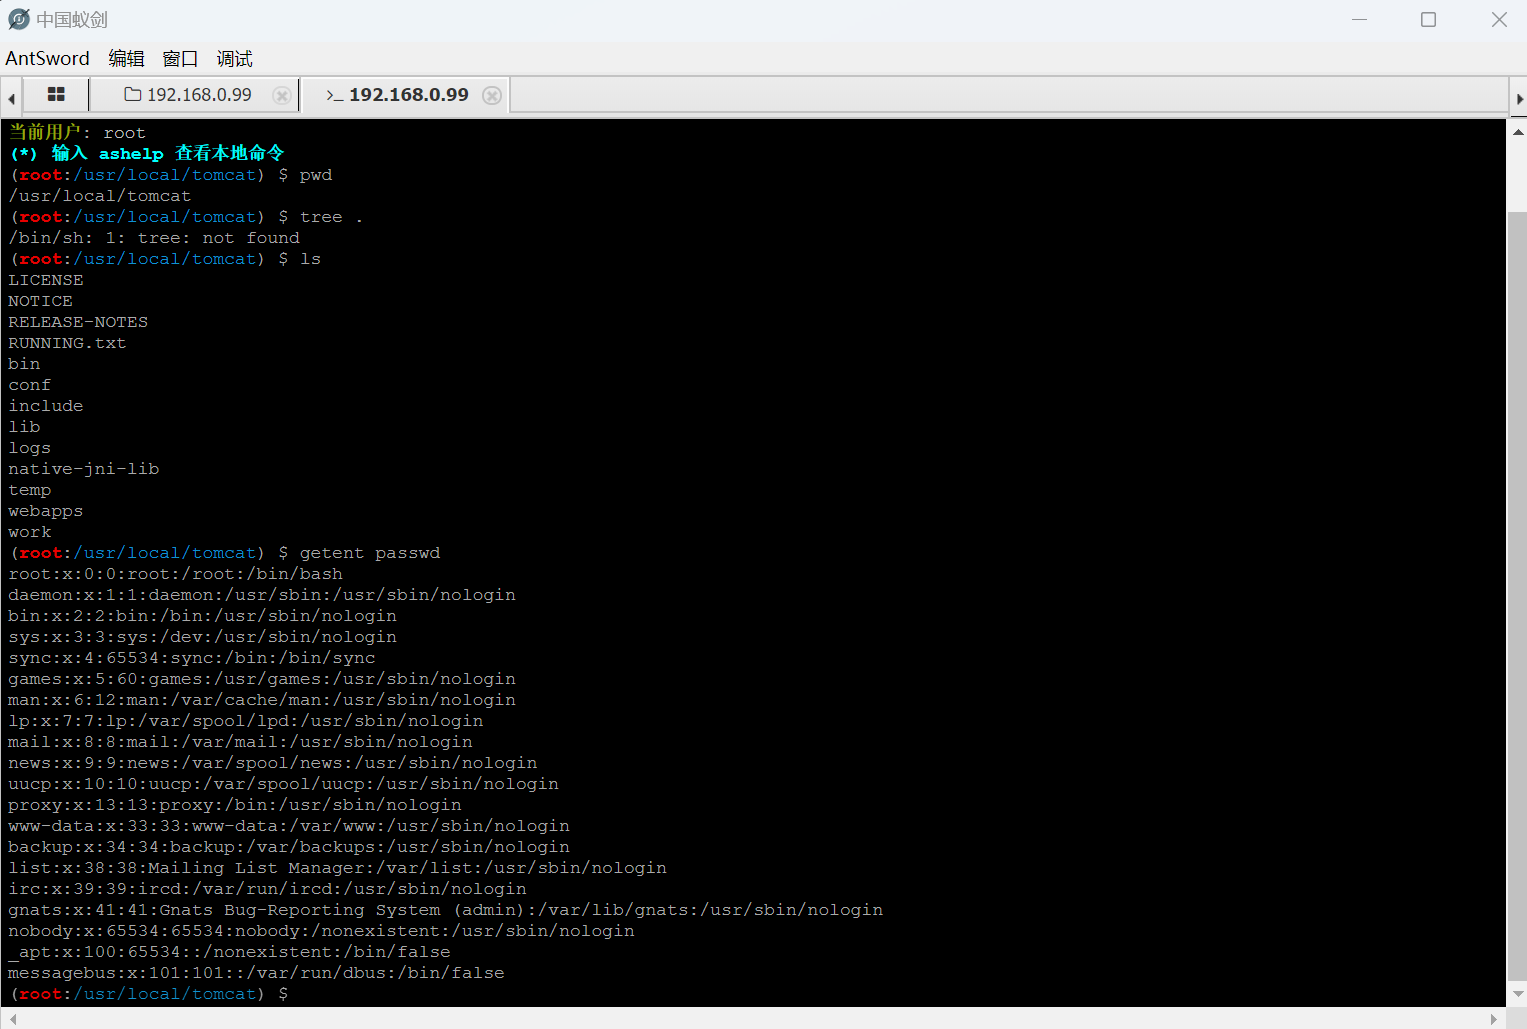 中国蚁剑
AntSword 编辑 窗口 调试
192.168.0.99 >_ 192.168.0.99
当前用户: root
(*) 输入 ashelp 查看本地命令
(root:/usr/local/tomcat) $ pwd
/usr/local/tomcat
(root:/usr/local/tomcat) $ tree .
/bin/sh: 1: tree: not found
(root:/usr/local/tomcat) $ ls
LICENSE
NOTICE
RELEASE-NOTES
RUNNING.txt
bin
conf
include
lib
logs
native-jni-lib
temp
webapps
work
(root:/usr/local/tomcat) $ getent passwd
root:x:0:0:root:/root:/bin/bash
daemon:x:1:1:daemon:/usr/sbin:/usr/sbin/nologin
bin:x:2:2:bin:/bin:/usr/sbin/nologin
sys:x:3:3:sys:/dev:/usr/sbin/nologin
sync:x:4:65534:sync:/bin:/bin/sync
games:x:5:60:games:/usr/games:/usr/sbin/nologin
man:x:6:12:man:/var/cache/man:/usr/sbin/nologin
lp:x:7:7:lp:/var/spool/lpd:/usr/sbin/nologin
mail:x:8:8:mail:/var/mail:/usr/sbin/nologin
news:x:9:9:news:/var/spool/news:/usr/sbin/nologin
uucp:x:10:10:uucp:/var/spool/uucp:/usr/sbin/nologin
proxy:x:13:13:proxy:/bin:/usr/sbin/nologin
www-data:x:33:33:www-data:/var/www:/usr/sbin/nologin
backup:x:34:34:backup:/var/backups:/usr/sbin/nologin
list:x:38:38:Mailing List Manager:/var/list:/usr/sbin/nologin
irc:x:39:39:ircd:/var/run/ircd:/usr/sbin/nologin
gnats:x:41:41:Gnats Bug-Reporting System (admin):/var/lib/gnats:/usr/sbin/nologin
nobody:x:65534:65534:nobody:/nonexistent:/usr/sbin/nologin
_apt:x:100:65534::/nonexistent:/bin/false
messagebus:x:101:101::/var/run/dbus:/bin/false
(root:/usr/local/tomcat) $